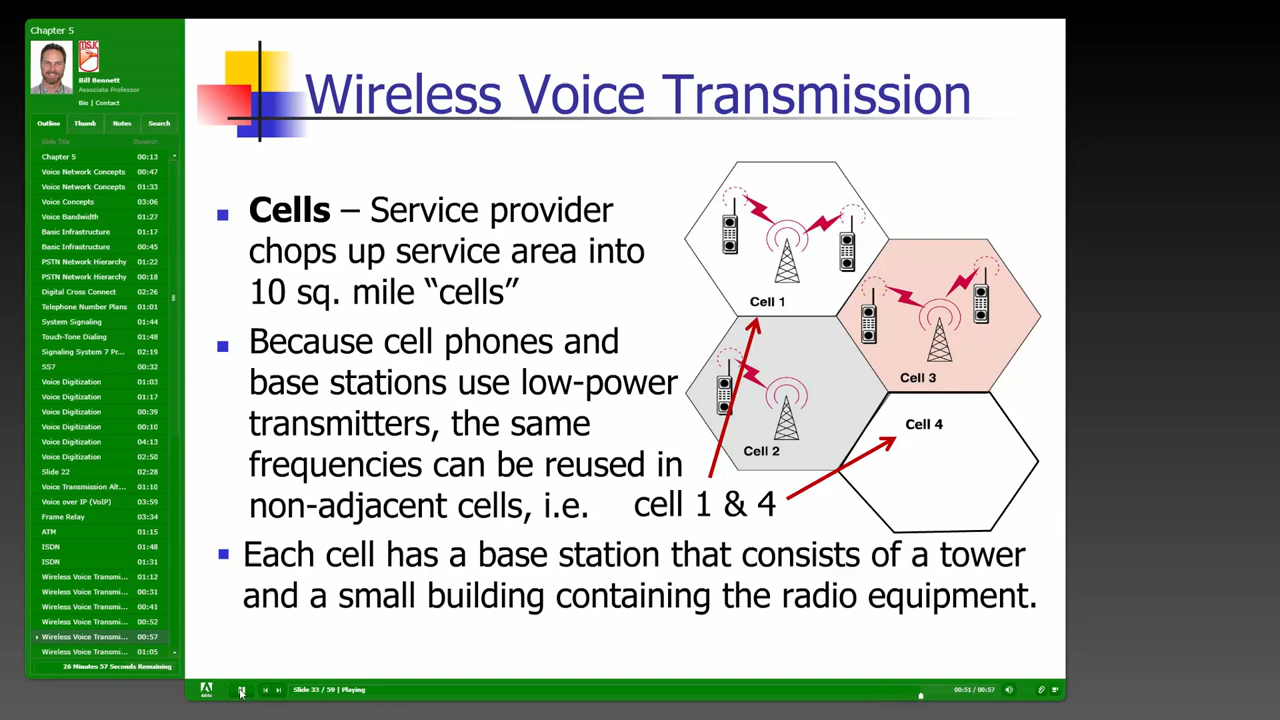 Chapter 5
MSK
Bill Bennett
Associate Professor
Bio | Contact
Outline Thumb Notes Search
Slide Title Duration
Chapter 5 00:13
Voice Network Concepts 00:47
Voice Network Concepts 01:33
Voice Concepts 03:06
Voice Bandwidth 01:27
Basic Infrastructure 01:17
Basic Infrastructure 00:45
PSTN Network Hierarchy 01:22
PSTN Network Hierarchy 00:18
Digital Cross Connect 02:26
Telephone Number Plans 01:01
System Signaling 01:44
Touch-Tone Dialing 01:48
Signaling System 7 Pr... 02:19
SS7 00:32
Voice Digitization 01:03
Voice Digitization 01:17
Voice Digitization 00:39
Voice Digitization 00:10
Voice Digitization 04:13
Voice Digitization 02:50
Slide 22 02:28
Voice Transmission Alt... 01:10
Voice over IP (VoIP) 03:59
Frame Relay 03:34
ATM 01:15
ISDN 01:48
ISDN 01:31
Wireless Voice Transmi... 01:12
Wireless Voice Transmi... 00:31
Wireless Voice Transmi... 00:41
Wireless Voice Transmi... 00:52
Wireless Voice Transmi... 00:57
Wireless Voice Transmi... 01:05
26 Minutes 57 Seconds Remaining
Wireless Voice Transmission
Cells – Service provider
chops up service area into
10 sq. mile “cells”
Because cell phones and
base stations use low-power
transmitters, the same
frequencies can be reused in
non-adjacent cells, i.e. cell 1 & 4
Each cell has a base station that consists of a tower
and a small building containing the radio equipment.
Cell 1
Cell 3
Cell 2
Cell 4
Slide 33 / 59 | Playing
00:51 / 00:57